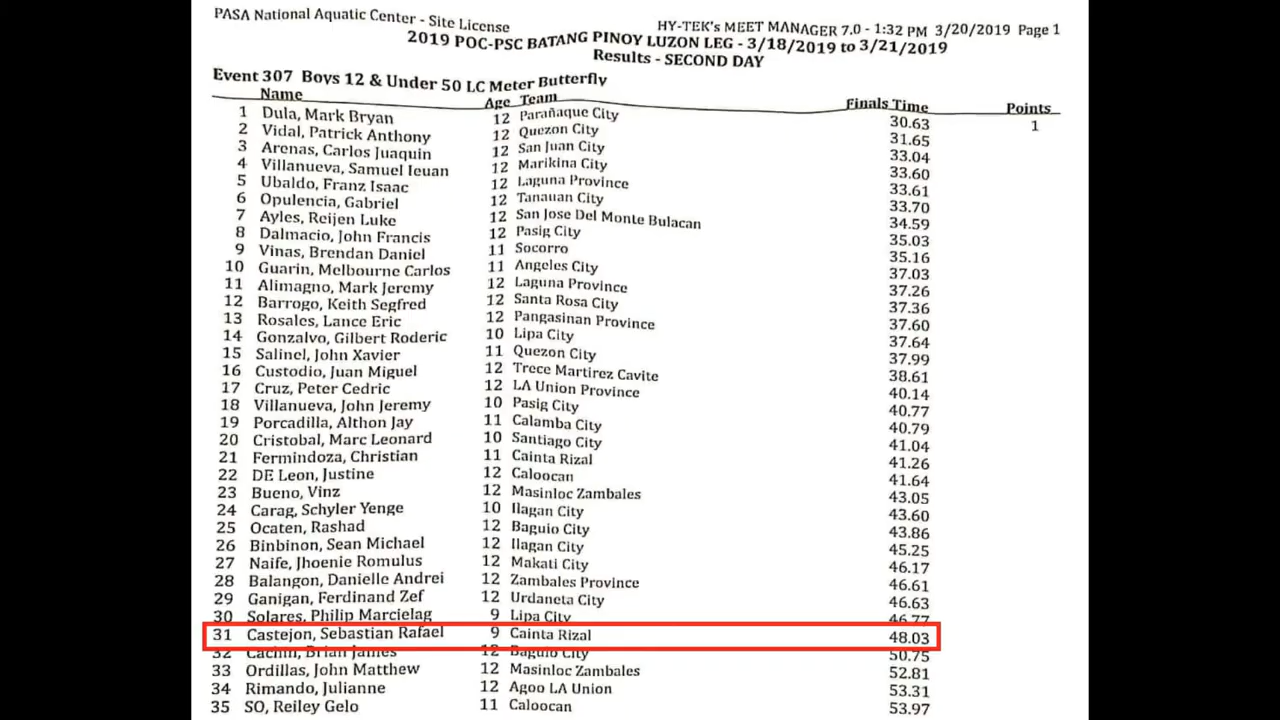 PASA National Aquatic Center - Site License HY-TEK's MEET MANAGER 7.0 - 1:32 PM 3/20/2019 Page 1
2019 POC-PSC BATANG PINOY LUZON LEG - 3/18/2019 to 3/21/2019
Results - SECOND DAY
Event 307 Boys 12 & Under 50 LC Meter Butterfly
Name Age Team Finals Time Points
1 Dula, Mark Bryan 12 Parañaque City 30.63 1
2 Vidal, Patrick Anthony 12 Quezon City 31.65
3 Arenas, Carlos Juaquin 12 San Juan City 33.04
4 Villanueva, Samuel Ieuan 12 Marikina City 33.60
5 Ubaldo, Franz Isaac 12 Laguna Province 33.61
6 Opulencia, Gabriel 12 Tanauan City 33.70
7 Ayles, Reijen Luke 12 San Jose Del Monte Bulacan 34.59
8 Dalmacio, John Francis 12 Pasig City 35.03
9 Vinas, Brendan Daniel 11 Socorro 35.16
10 Guarin, Melbourne Carlos 11 Angeles City 37.03
11 Alimagno, Mark Jeremy 12 Laguna Province 37.26
12 Barrogo, Keith Segfred 12 Santa Rosa City 37.36
13 Rosales, Lance Eric 12 Pangasinan Province 37.60
14 Gonzalvo, Gilbert Roderic 10 Lipa City 37.64
15 Salinel, John Xavier 11 Quezon City 37.99
16 Custodio, Juan Miguel 12 Trece Martirez Cavite 38.61
17 Cruz, Peter Cedric 12 LA Union Province 40.14
18 Villanueva, John Jeremy 10 Pasig City 40.77
19 Porcadilla, Althon Jay 11 Calamba City 40.79
20 Cristobal, Marc Leonard 10 Santiago City 41.04
21 Fermindoza, Christian 11 Cainta Rizal 41.26
22 DE Leon, Justine 12 Caloocan 41.64
23 Bueno, Vinz 12 Masinloc Zambales 43.05
24 Carag, Schyler Yenge 10 Ilagan City 43.60
25 Ocaten, Rashad 12 Baguio City 43.86
26 Binbinon, Sean Michael 12 Ilagan City 45.25
27 Naife, Jhoenie Romulus 12 Makati City 46.17
28 Balangon, Danielle Andrei 12 Zambales Province 46.61
29 Ganigan, Ferdinand Zef 12 Urdaneta City 46.63
30 Solares, Philip Marcielag 9 Lipa City 46.77
31 Castejon, Sebastian Rafael 9 Cainta Rizal 48.03
32 Brian James 12 Baguio City 50.75
33 Ordillas, John Matthew 12 Masinloc Zambales 52.81
34 Rimando, Julianne 12 Agoo LA Union 53.31
35 SO, Reiley Gelo 11 Caloocan 53.97